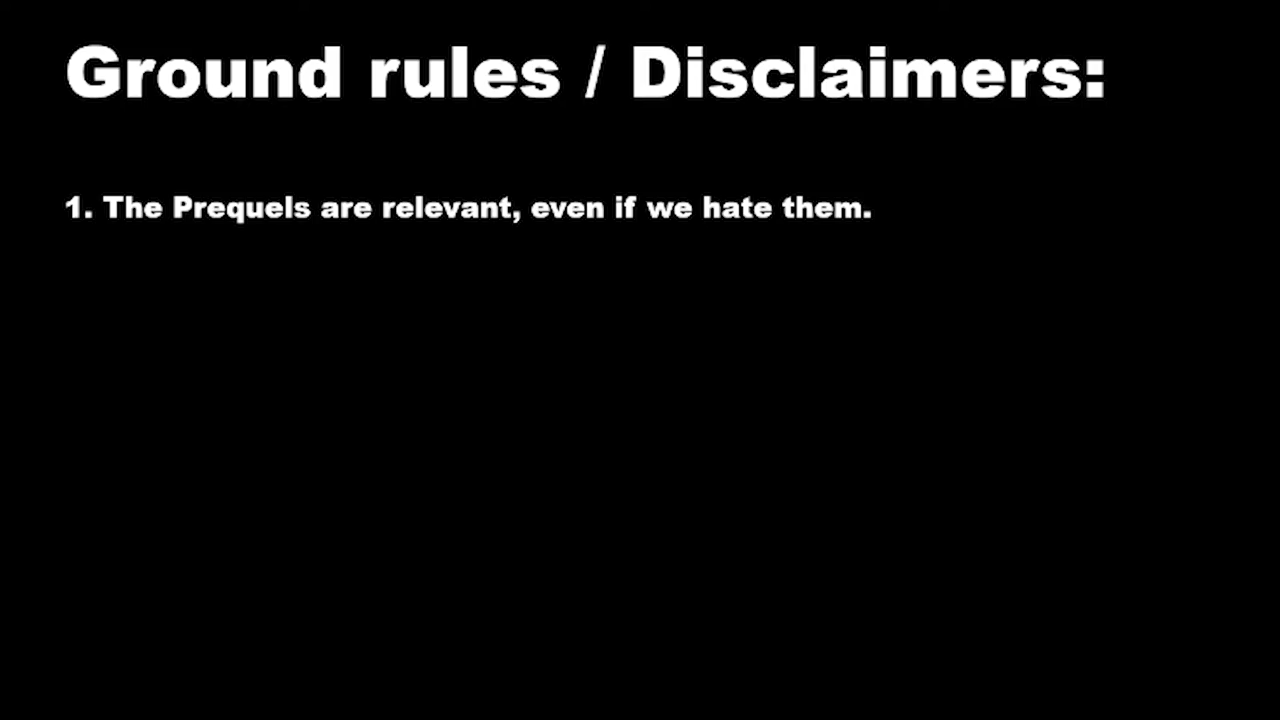 Ground rules / Disclaimers:
1. The Prequels are relevant, even if we hate them.